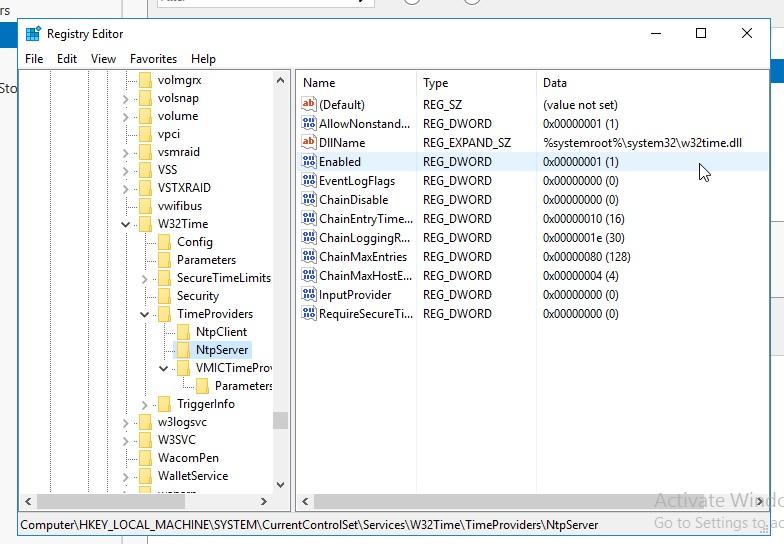 rs
Sto
Registry Editor
File Edit View Favorites Help
volmgrx
volsnap
volume
vpci
vsmraid
VSS
VSTXRAID
vwifibus
W32Time
Config
Parameters
SecureTimeLimits
Security
TimeProviders
NtpClient
NtpServer
VMICTimeProv
Parameters
TriggerInfo
w3logsvc
W3SVC
WacomPen
WalletService
Name Type Data
(Default) REG_SZ (value not set)
AllowNonstand... REG_DWORD 0x00000001 (1)
DllName REG_EXPAND_SZ %systemroot%\system32\w32time.dll
Enabled REG_DWORD 0x00000001 (1)
EventLogFlags REG_DWORD 0x00000000 (0)
ChainDisable REG_DWORD 0x00000000 (0)
ChainEntryTime... REG_DWORD 0x00000010 (16)
ChainLoggingR... REG_DWORD 0x0000001e (30)
ChainMaxEntries REG_DWORD 0x00000080 (128)
ChainMaxHostE... REG_DWORD 0x00000004 (4)
InputProvider REG_DWORD 0x00000000 (0)
RequireSecureTi... REG_DWORD 0x00000000 (0)
Activate Windo
Go to Settings to ac
Computer\HKEY_LOCAL_MACHINE\SYSTEM\CurrentControlSet\Services\W32Time\TimeProviders\NtpServer